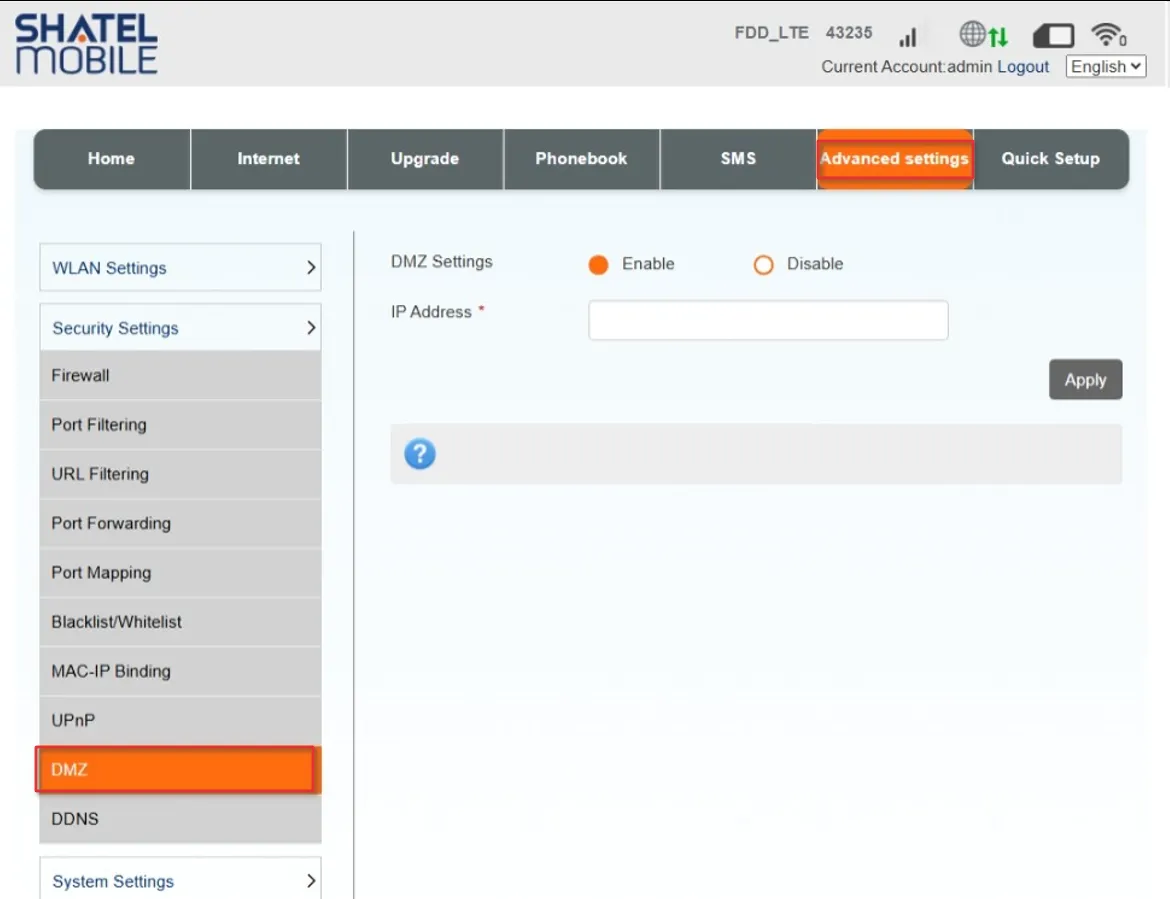 SHATEL
MOBILE
FDD_LTE 43235
0
Current Account:admin Logout English
Home Internet Upgrade Phonebook SMS Advanced settings Quick Setup
WLAN Settings
Security Settings
Firewall
Port Filtering
URL Filtering
Port Forwarding
Port Mapping
Blacklist/Whitelist
MAC-IP Binding
UPnP
DMZ
DDNS
System Settings
DMZ Settings Enable Disable
IP Address *
Apply
?